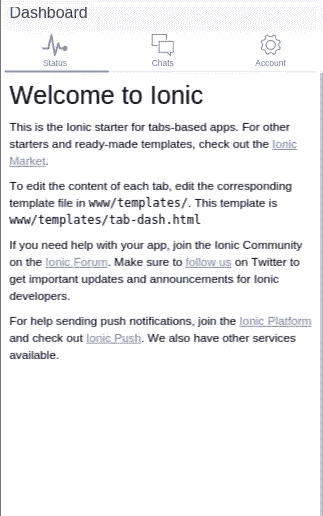 Dashboard
Status Chats Account
Welcome to Ionic
This is the Ionic starter for tabs-based apps. For other
starters and ready-made templates, check out the Ionic
Market.
To edit the content of each tab, edit the corresponding
template file in www/templates/. This template is
www/templates/tab-dash.html
If you need help with your app, join the Ionic Community
on the Ionic Forum. Make sure to follow us on Twitter to
get important updates and announcements for Ionic
developers.
For help sending push notifications, join the Ionic Platform
and check out Ionic Push. We also have other services
available.